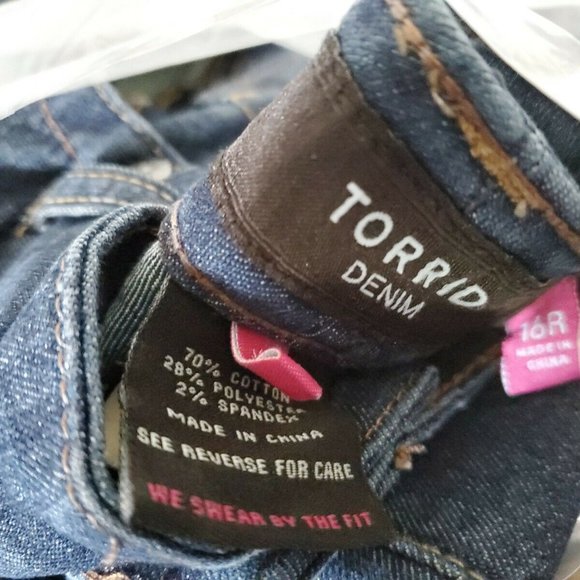 TORRID
DENIM
16R
MADE IN
CHINA
70% COTTON
28% POLYESTER
2% SPANDEX
MADE IN CHINA
SEE REVERSE FOR CARE
WE SWEAR BY THE FIT